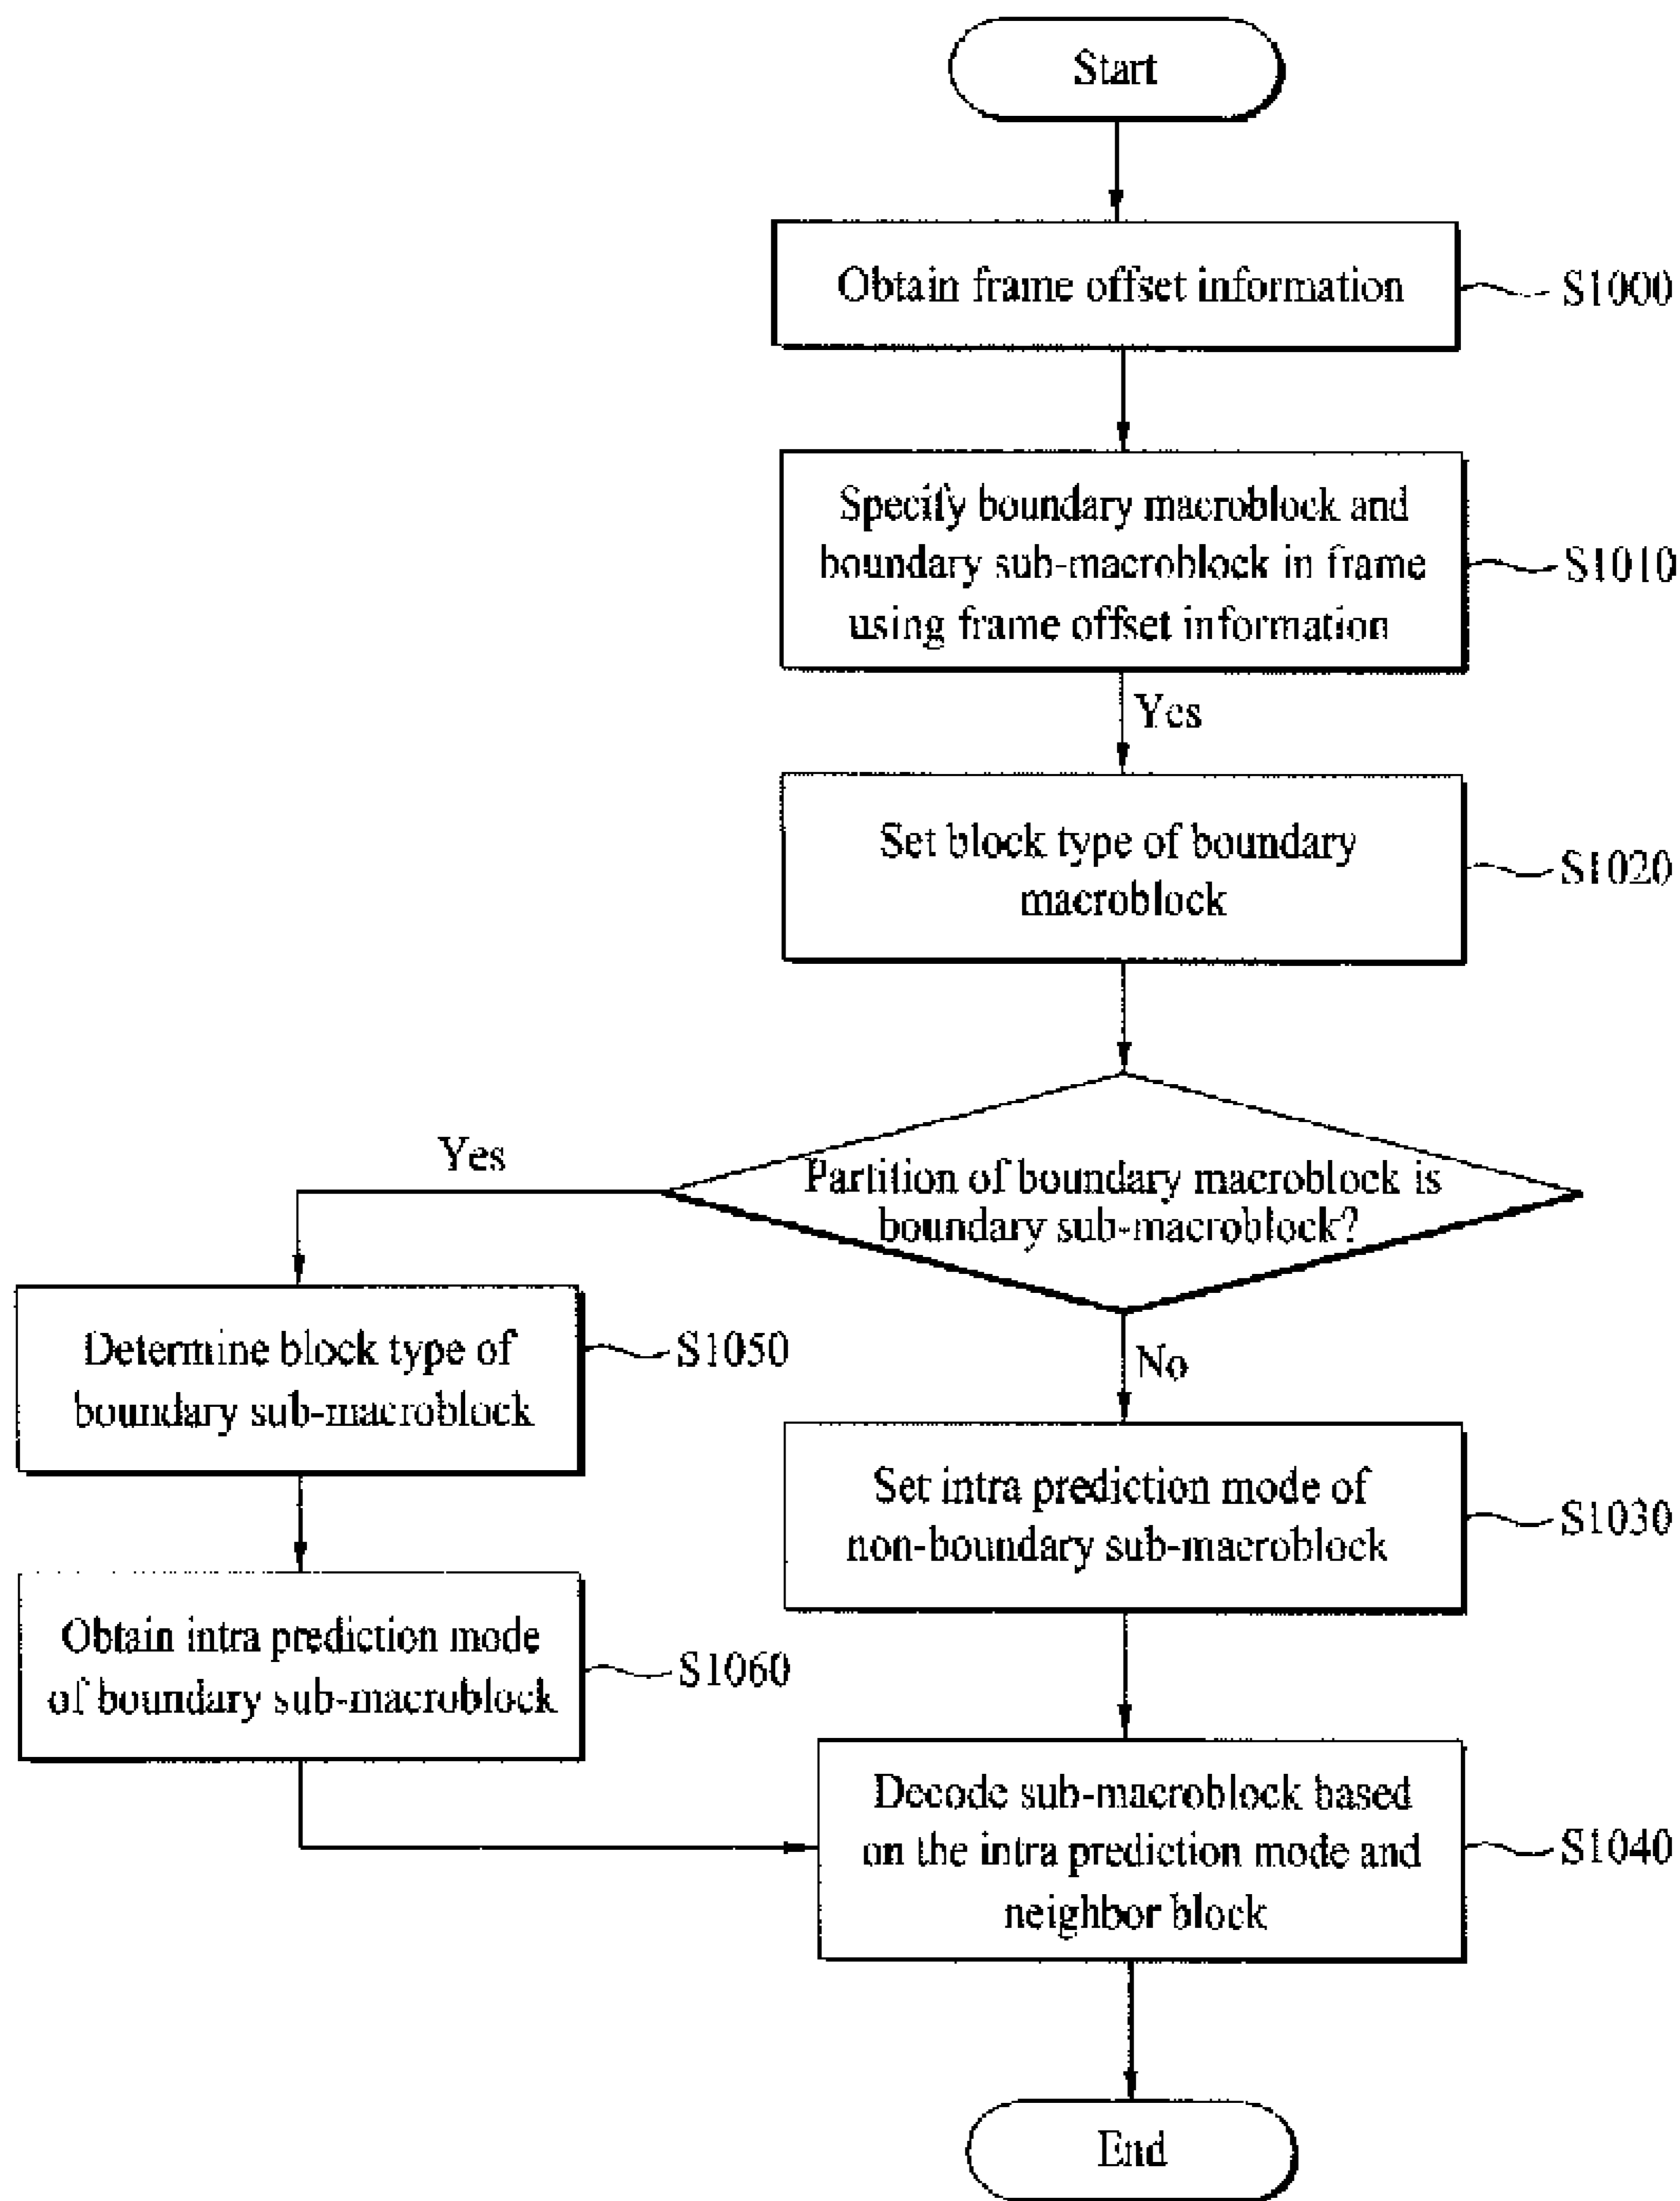 Start
Obtain frame offset information
S1000
Specify boundary macroblock and
boundary sub-macroblock in frame
using frame offset information
S1010
Yes
Set block type of boundary
macroblock
S1020
Partition of boundary macroblock is
boundary sub-macroblock?
Yes
No
Determine block type of
boundary sub-macroblock
S1050
Obtain intra prediction mode
of boundary sub-macroblock
S1060
Set intra prediction mode of
non-boundary sub-macroblock
S1030
Decode sub-macroblock based
on the intra prediction mode and
neighbor block
S1040
End